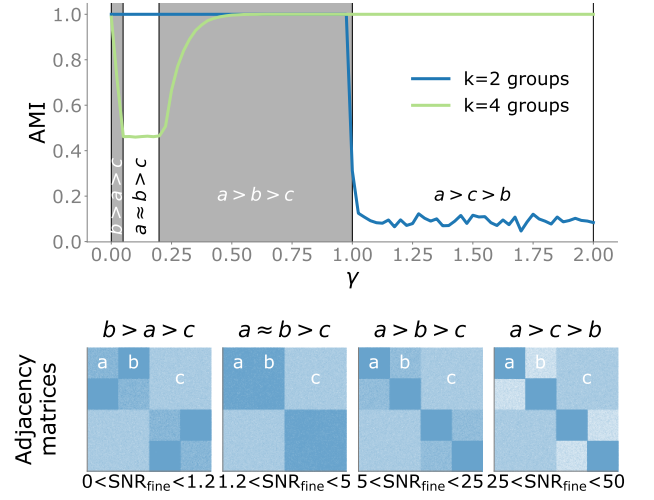 1.0
0.8
0.6
0.4
0.2
0.0
AMI
k=2 groups
k=4 groups
b > a > c
a ≈ b > c
a > b > c
a > c > b
0.00 0.25 0.50 0.75 1.00 1.25 1.50 1.75 2.00
γ
b > a > c a ≈ b > c a > b > c a > c > b
Adjacency
matrices
a b c
a b c
a b c
a b c
0<SNRfine<1.2 1.2<SNRfine<5 5<SNRfine<25 25<SNRfine<50